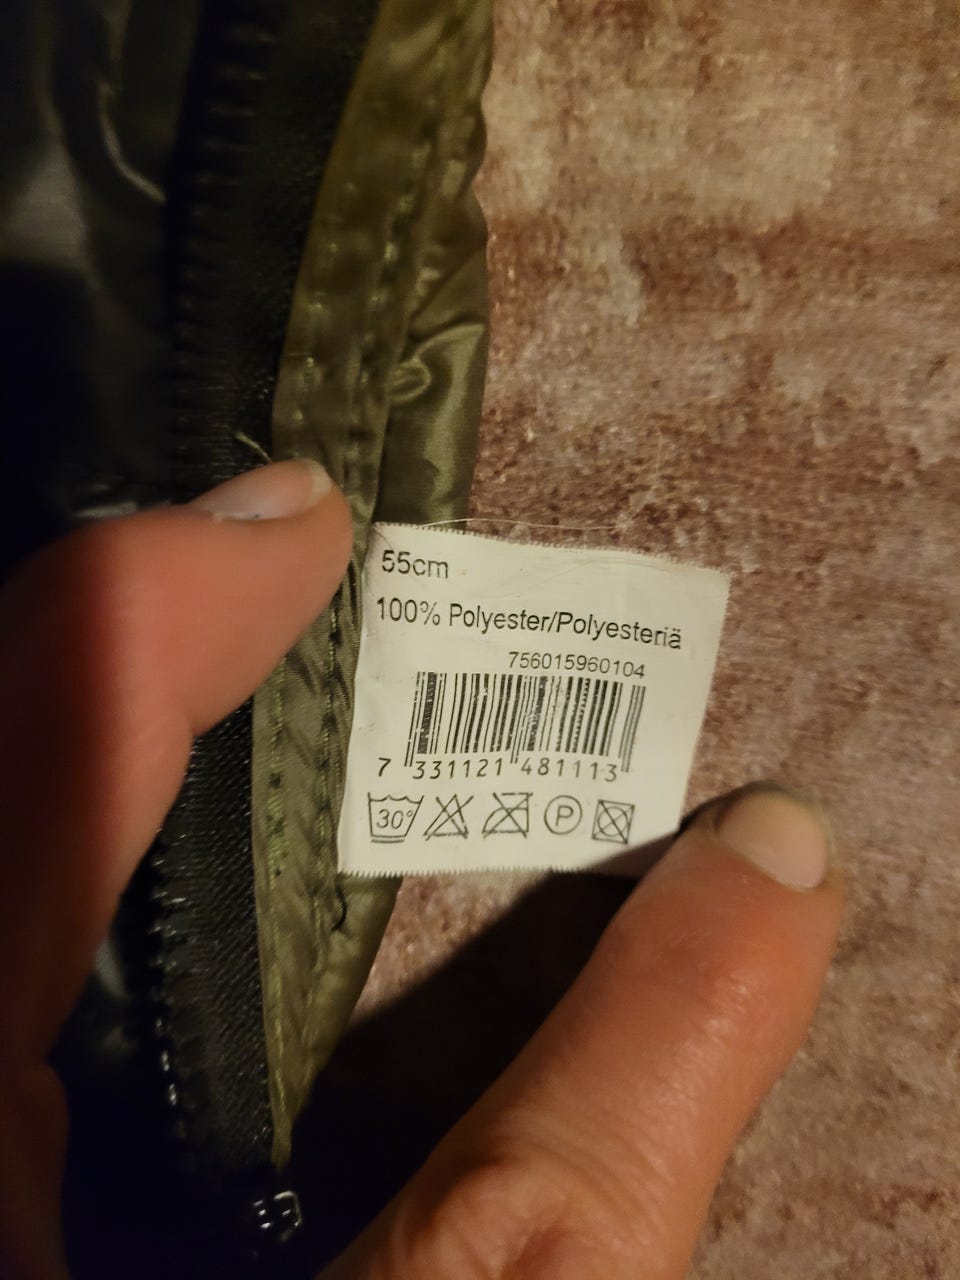 55cm
100% Polyester/Polyesteriä
756015960104
7 331121 481113
30° P